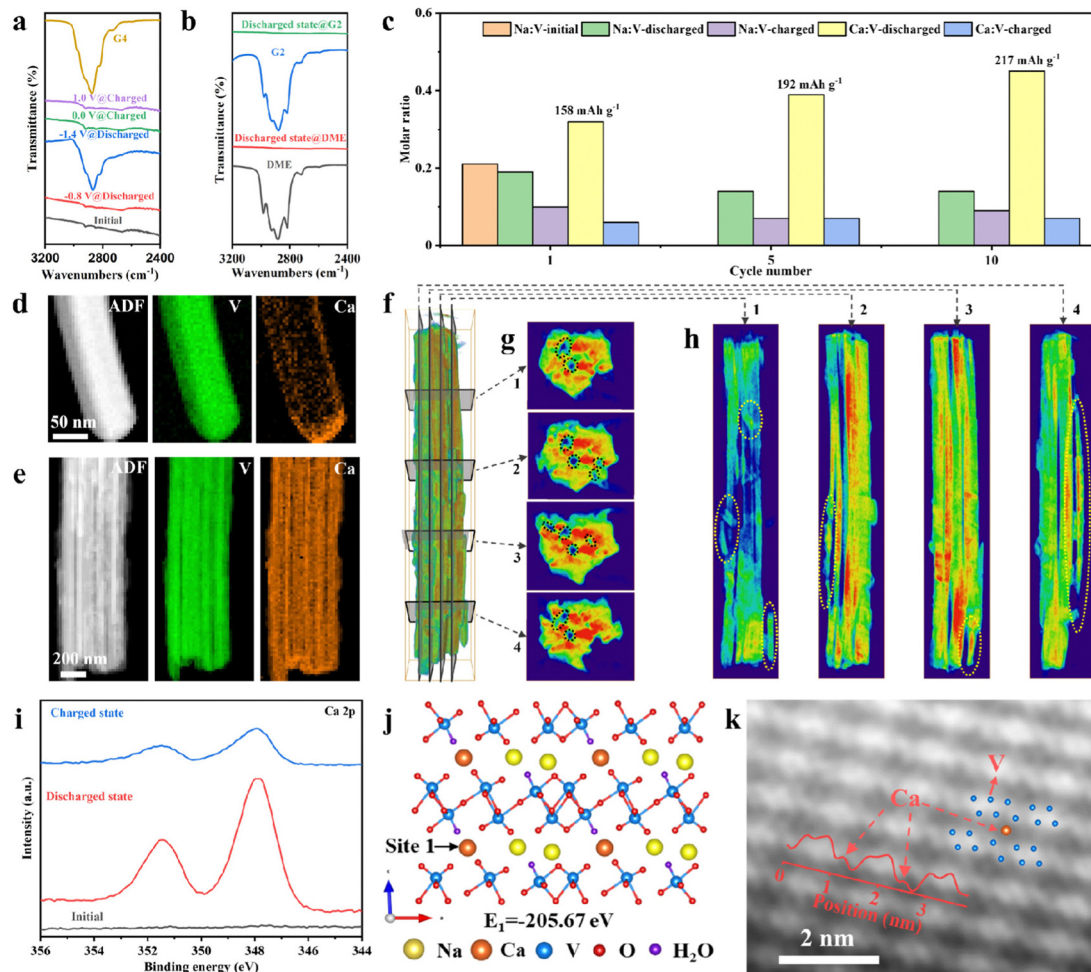 a
G4
1.0 V@Charged
0.0 V@Charged
-1.4 V@Discharged
-0.8 V@Discharged
Initial
Transmittance (%)
3200 2800 2400
Wavenumbers (cm⁻¹)
b
Discharged state@G2
G2
Discharged state@DME
DME
Transmittance (%)
3200 2800 2400
Wavenumbers (cm⁻¹)
c
Na:V-initial Na:V-discharged Na:V-charged Ca:V-discharged Ca:V-charged
158 mAh g⁻¹
192 mAh g⁻¹
217 mAh g⁻¹
Molar ratio
0.6
0.4
0.2
0
1 5 10
Cycle number
d
ADF V Ca
50 nm
e
ADF V Ca
200 nm
f
g
1
2
3
4
h
1 2 3 4
i
Ca 2p
Charged state
Discharged state
Initial
Intensity (a.u.)
356 354 352 350 348 346 344
Binding energy (eV)
j
Site 1
E₁=-205.67 eV
Na Ca V O H₂O
k
V
Ca
0 1 2 3
Position (nm)
2 nm